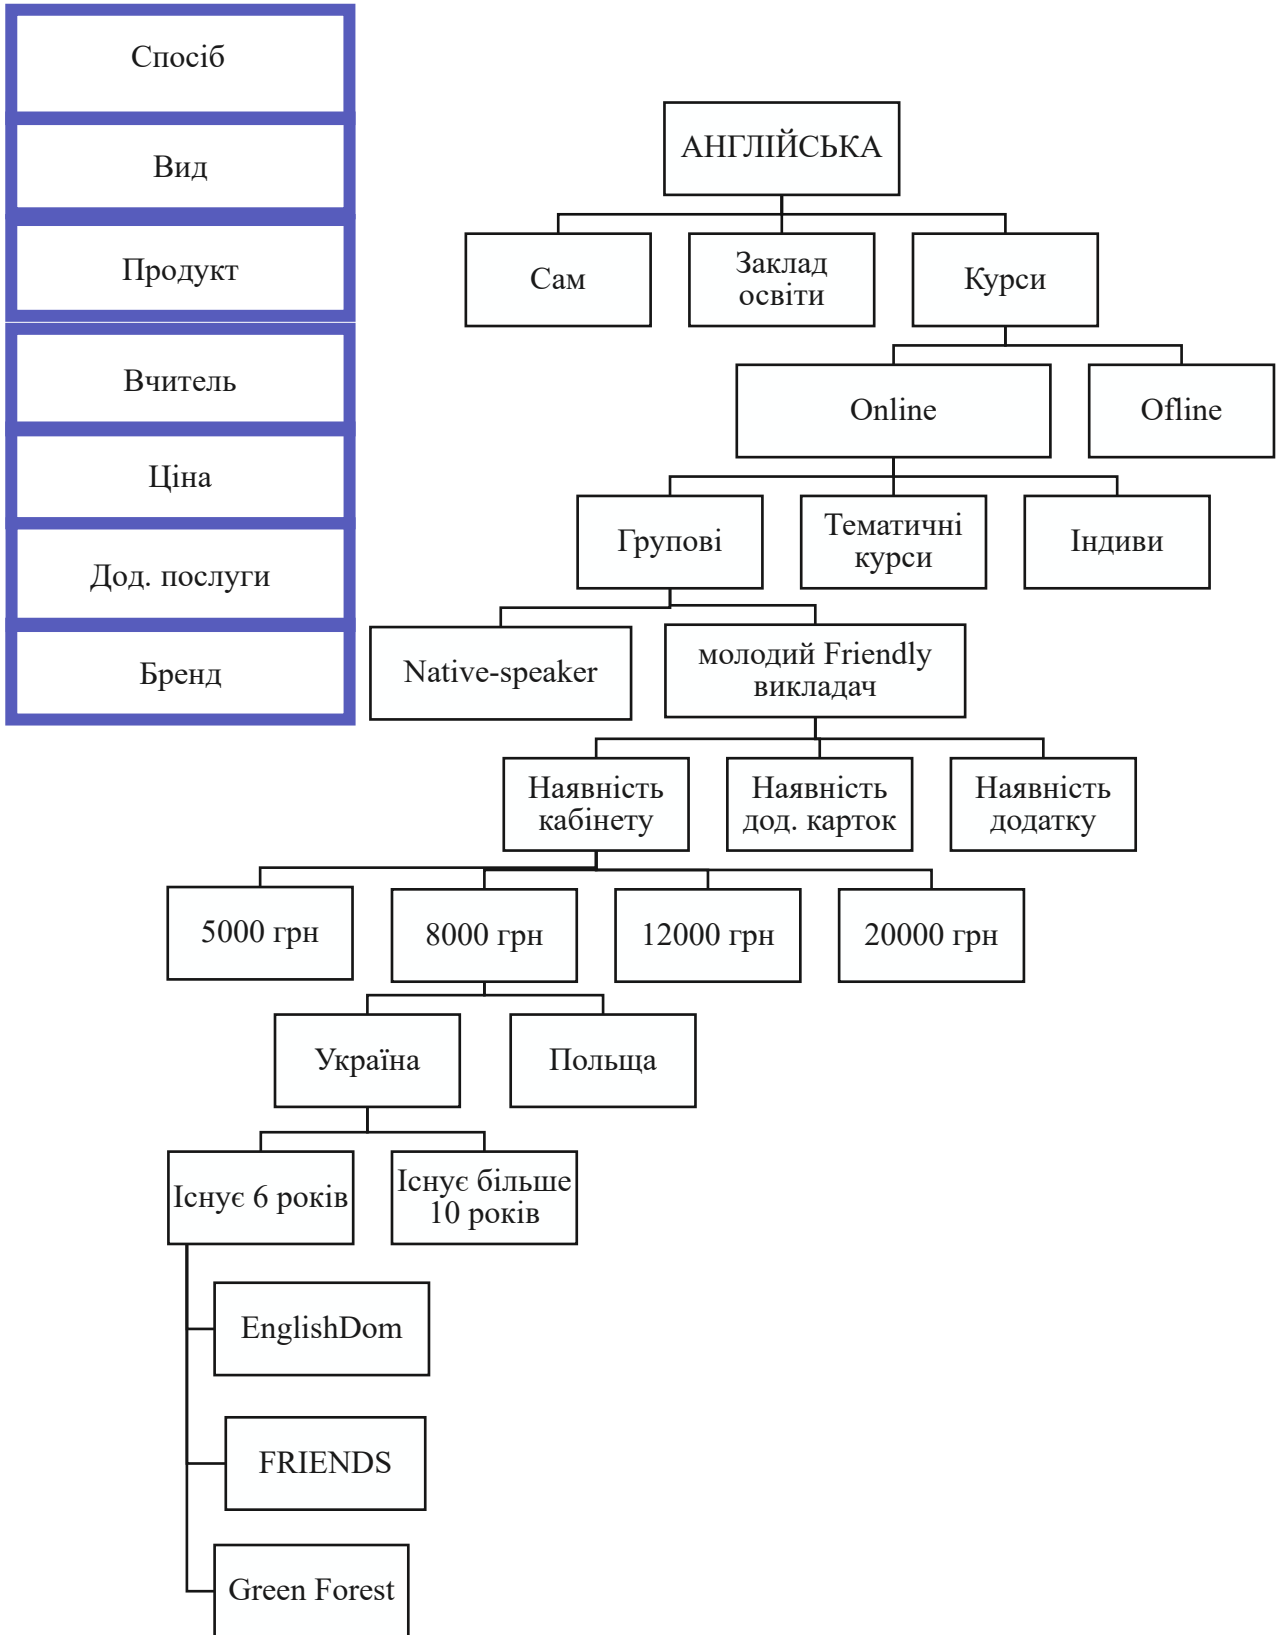 Спосіб
Вид
Продукт
Вчитель
Ціна
Дод. послуги
Бренд
АНГЛІЙСЬКА
Сам
Заклад
освіти
Курси
Online
Ofline
Групові
Тематичні
курси
Індиви
Native-speaker
молодий Friendly
викладач
Наявність
кабінету
Наявність
дод. карток
Наявність
додатку
5000 грн
8000 грн
12000 грн
20000 грн
Україна
Польща
Існує 6 років
Існує більше
10 років
EnglishDom
FRIENDS
Green Forest